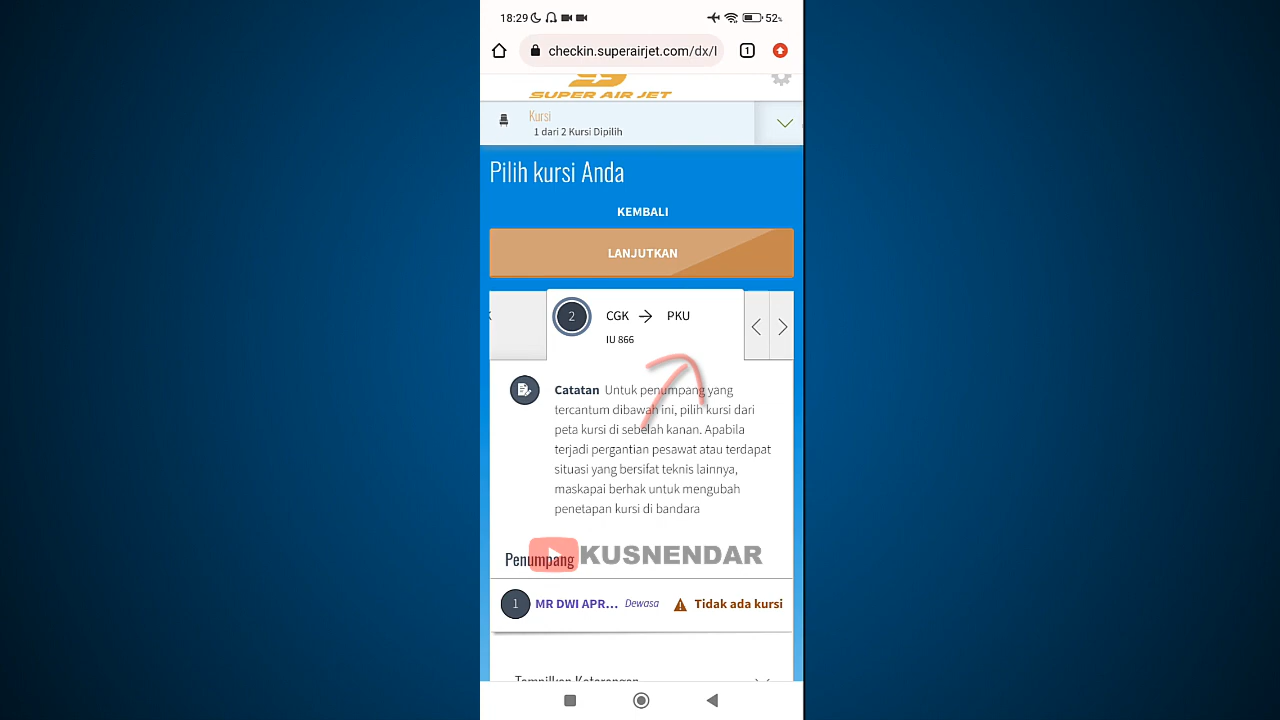 18:29
52%
checkin.superairjet.com/dx/I
1
SUPER AIR JET
Kursi
1 dari 2 Kursi Dipilih
Pilih kursi Anda
KEMBALI
LANJUTKAN
2
CGK → PKU
IU 866
Catatan Untuk penumpang yang
tercantum dibawah ini, pilih kursi dari
peta kursi di sebelah kanan. Apabila
terjadi pergantian pesawat atau terdapat
situasi yang bersifat teknis lainnya,
maskapai berhak untuk mengubah
penetapan kursi di bandara
KUSNENDAR
Penumpang
1 MR DWI APR... Dewasa Tidak ada kursi
Tampilkan Keterangan